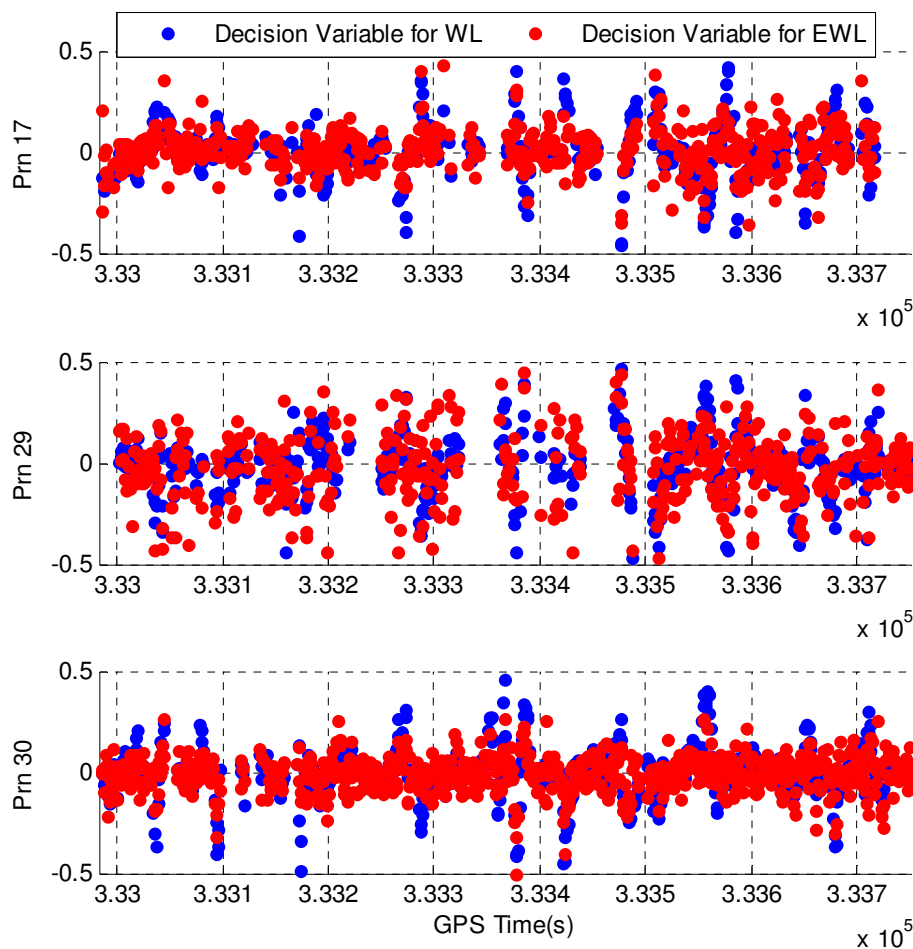 Decision Variable for WL Decision Variable for EWL
0.5
0
-0.5
Prn 17
3.33 3.331 3.332 3.333 3.334 3.335 3.336 3.337
x 10^5
0.5
0
-0.5
Prn 29
3.33 3.331 3.332 3.333 3.334 3.335 3.336 3.337
x 10^5
0.5
0
-0.5
Prn 30
3.33 3.331 3.332 3.333 3.334 3.335 3.336 3.337
GPS Time(s)
x 10^5